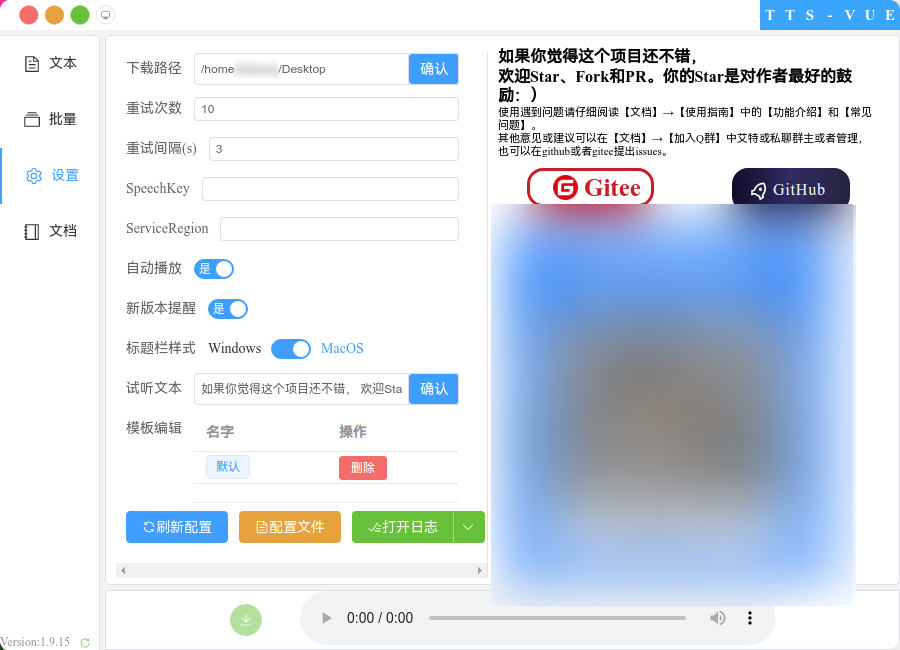 TTS-VUE
文本
批量
设置
文档
Version:1.9.15
下载路径 /home /Desktop 确认
重试次数 10
重试间隔(s) 3
SpeechKey
ServiceRegion
自动播放 是
新版本提醒 是
标题栏样式 Windows MacOS
试听文本 如果你觉得这个项目还不错， 欢迎Sta 确认
模板编辑 名字 操作
默认 删除
刷新配置 配置文件 打开日志
如果你觉得这个项目还不错，
欢迎Star、Fork和PR。你的Star是对作者最好的鼓
励：）
使用遇到问题请仔细阅读【文档】→【使用指南】中的【功能介绍】和【常见
问题】。
其他意见或建议可以在【文档】→【加入Q群】中艾特或私聊群主或者管理，
也可以在github或者gitee提出issues。
Gitee GitHub
0:00 / 0:00